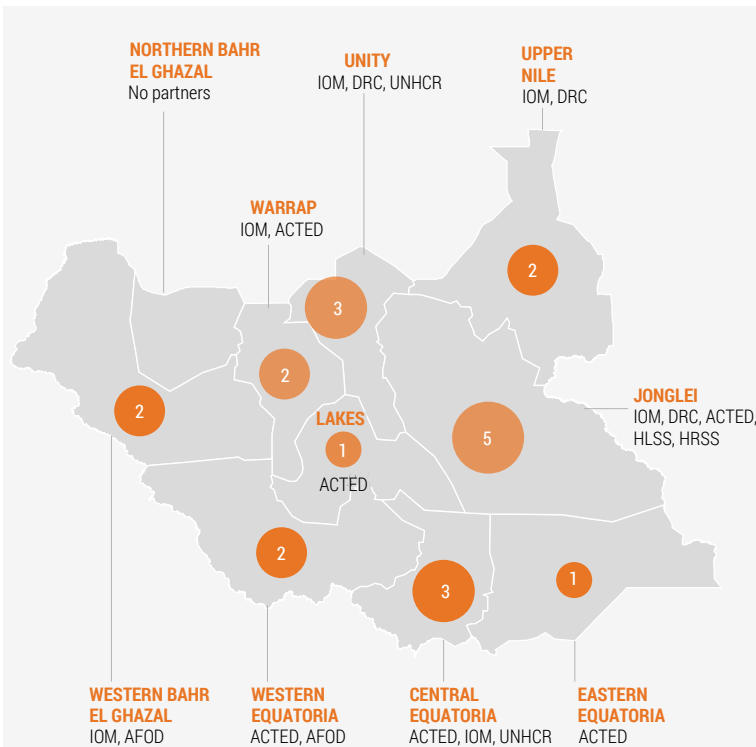 NORTHERN BAHR
EL GHAZAL
No partners
UNITY
IOM, DRC, UNHCR
UPPER
NILE
IOM, DRC
WARRAP
IOM, ACTED
2
3
2
2
JONGLEI
IOM, DRC, ACTED,
HLSS, HRSS
5
LAKES
1
ACTED
2
3
1
WESTERN BAHR
EL GHAZAL
IOM, AFOD
WESTERN
EQUATORIA
ACTED, AFOD
CENTRAL
EQUATORIA
ACTED, IOM, UNHCR
EASTERN
EQUATORIA
ACTED